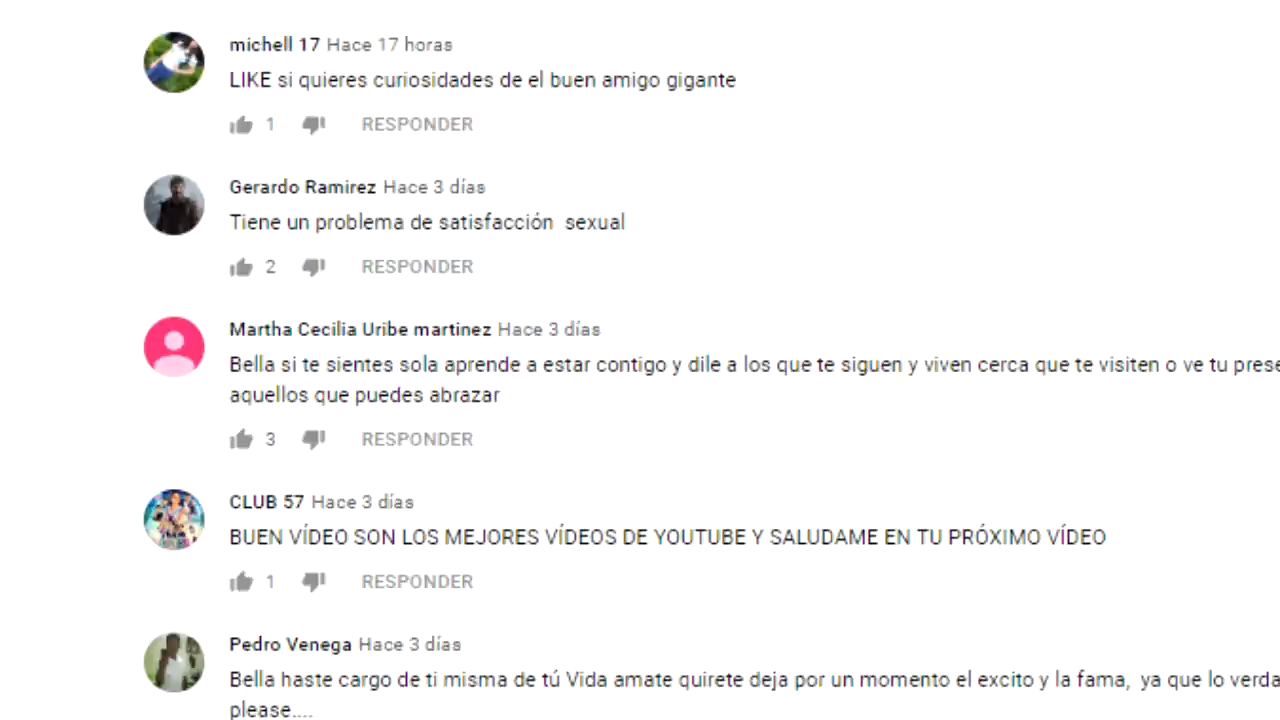 michell 17 Hace 17 horas
LIKE si quieres curiosidades de el buen amigo gigante
1 RESPONDER
Gerardo Ramirez Hace 3 días
Tiene un problema de satisfacción sexual
2 RESPONDER
Martha Cecilia Uribe martinez Hace 3 días
Bella si te sientes sola aprende a estar contigo y dile a los que te siguen y viven cerca que te visiten o ve tu
aquellos que puedes abrazar
3 RESPONDER
CLUB 57 Hace 3 días
BUEN VÍDEO SON LOS MEJORES VÍDEOS DE YOUTUBE Y SALUDAME EN TU PRÓXIMO VÍDEO
1 RESPONDER
Pedro Venega Hace 3 días
Bella haste cargo de ti misma de tú Vida amate quirete deja por un momento el excito y la fama, ya que lo
please....